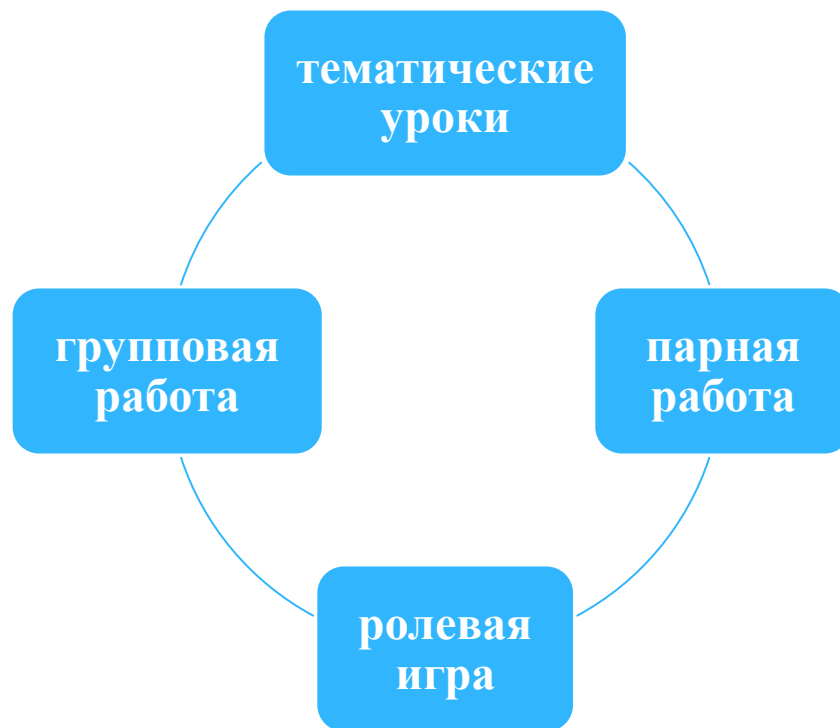 тематические
уроки
групповая
работа
парная
работа
ролевая
игра